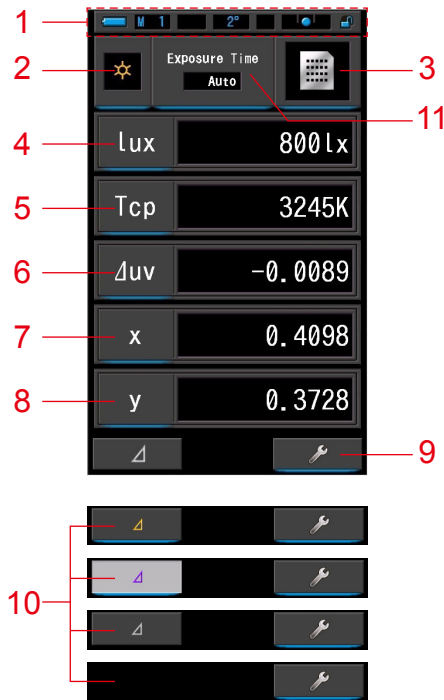 1
M 1 2°
2
Exposure Time
Auto
3
11
4
lux 800lx
5
Tcp 3245K
6
⊿uv -0.0089
7
x 0.4098
8
y 0.3728
⊿
9
⊿
⊿
10
⊿